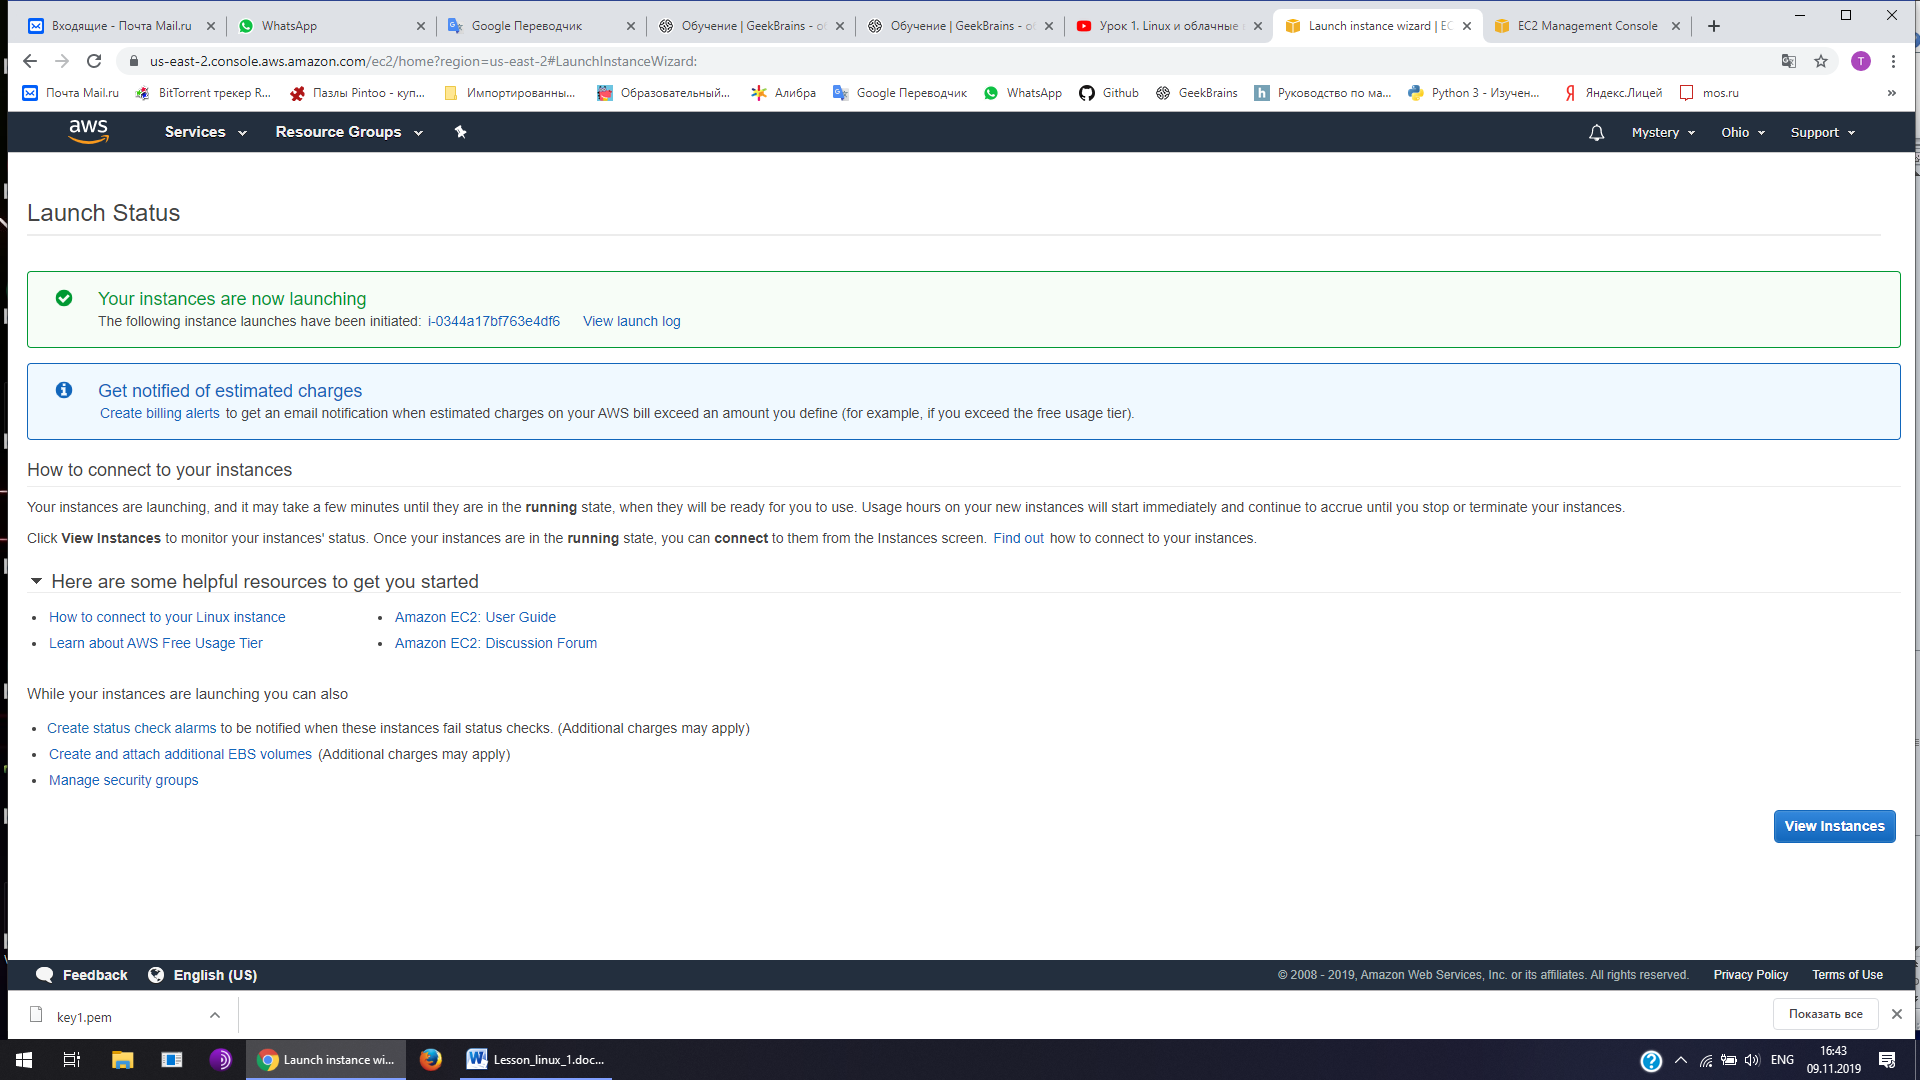 Входящие - Почта Mail.ru
WhatsApp
Google Переводчик
Обучение | GeekBrains - об
Обучение | GeekBrains - об
Урок 1. Linux и облачные
Launch instance wizard | EC
EC2 Management Console
us-east-2.console.aws.amazon.com/ec2/home?region=us-east-2#LaunchInstanceWizard:
T
Почта Mail.ru
BitTorrent трекер R...
Пазлы Pintoo - куп...
Импортированны...
Образовательный...
Алибра
Google Переводчик
WhatsApp
Github
GeekBrains
h Руководство по ма...
Python 3 - Изучен...
Я Яндекс.Лицей
mos.ru
»
aws
Services
Resource Groups
Mystery
Ohio
Support
Launch Status
Your instances are now launching
The following instance launches have been initiated: i-0344a17bf763e4df6 View launch log
Get notified of estimated charges
Create billing alerts to get an email notification when estimated charges on your AWS bill exceed an amount you define (for example, if you exceed the free usage tier).
How to connect to your instances
Your instances are launching, and it may take a few minutes until they are in the running state, when they will be ready for you to use. Usage hours on your new instances will start immediately and continue to accrue until you stop or terminate your instances.
Click View Instances to monitor your instances' status. Once your instances are in the running state, you can connect to them from the Instances screen. Find out how to connect to your instances.
Here are some helpful resources to get you started
• How to connect to your Linux instance
• Amazon EC2: User Guide
• Learn about AWS Free Usage Tier
• Amazon EC2: Discussion Forum
While your instances are launching you can also
• Create status check alarms to be notified when these instances fail status checks. (Additional charges may apply)
• Create and attach additional EBS volumes (Additional charges may apply)
• Manage security groups
View Instances
Feedback
English (US)
© 2008 - 2019, Amazon Web Services, Inc. or its affiliates. All rights reserved.
Privacy Policy
Terms of Use
key1.pem
Показать все
Launch instance wi...
Lesson_linux_1.doc...
ENG
16:43
09.11.2019